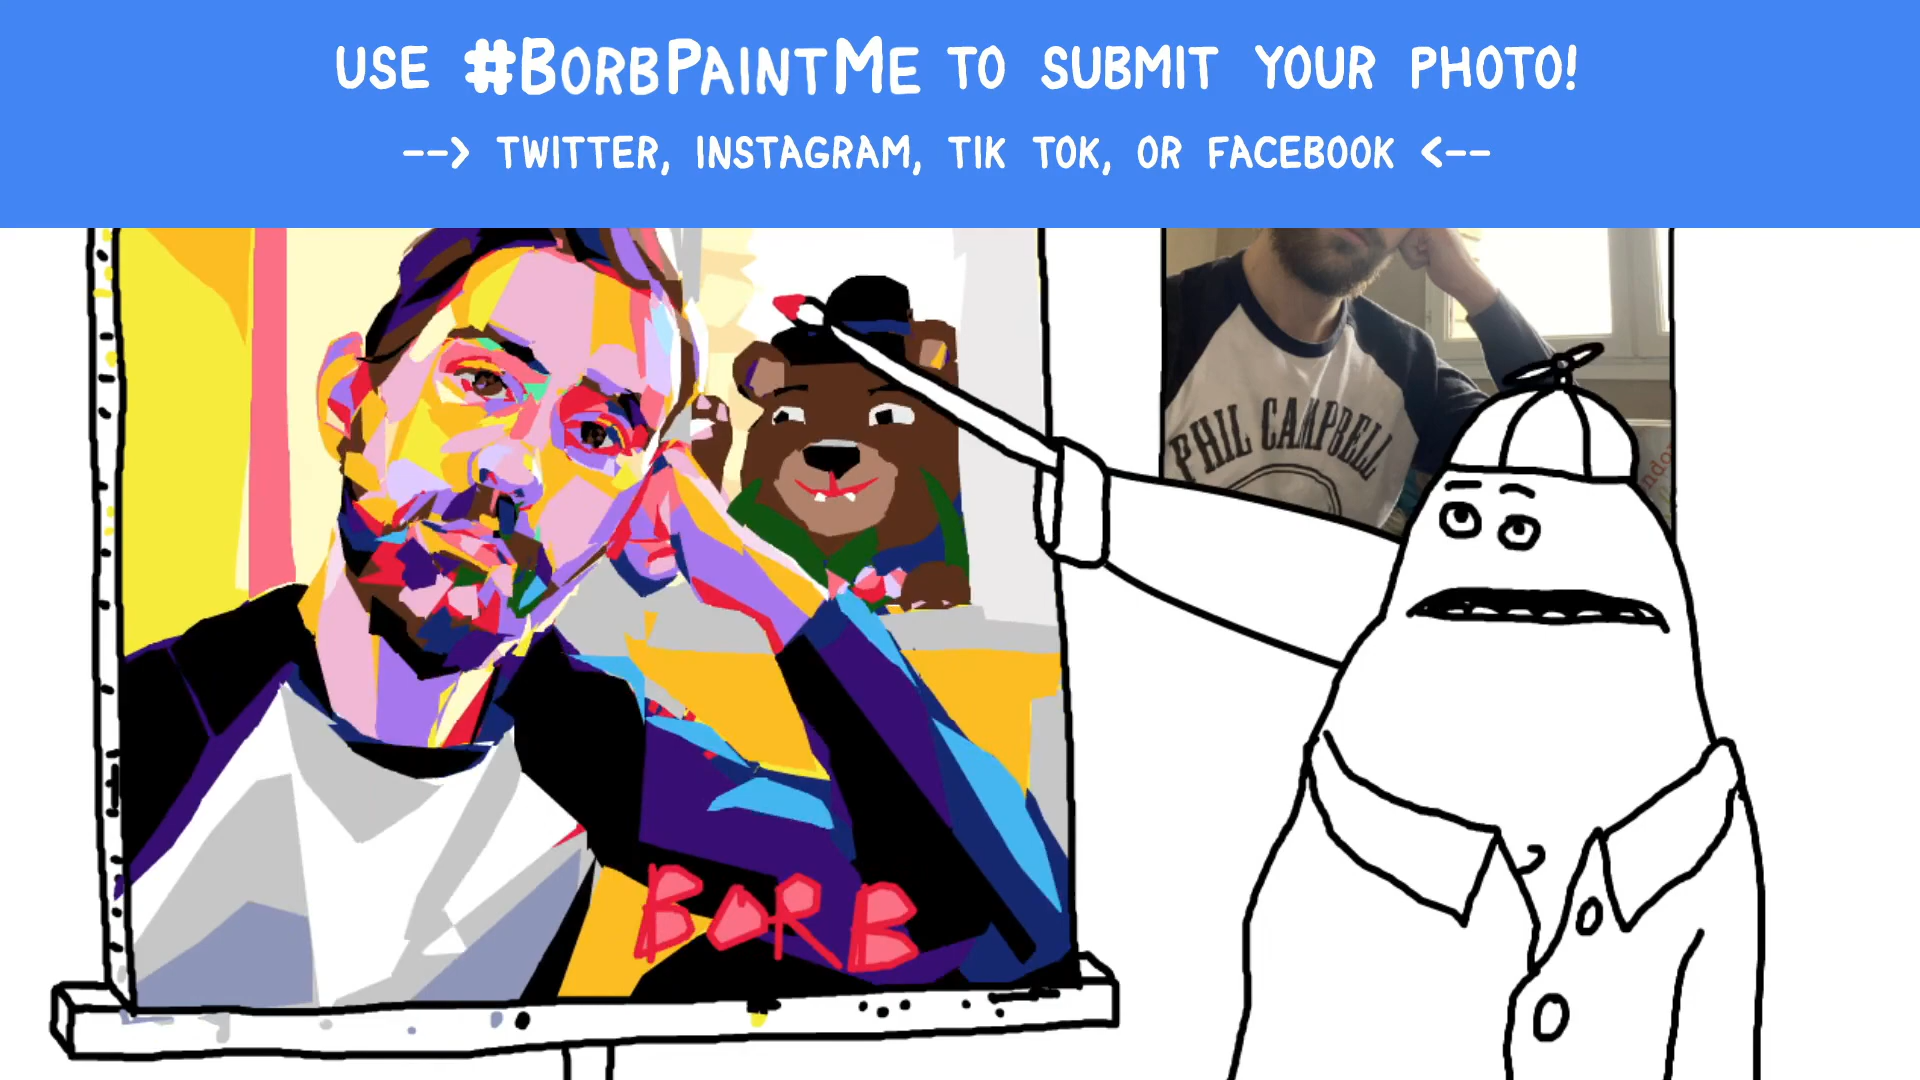 USE #BORBPAINTME TO SUBMIT YOUR PHOTO!
--> TWITTER, INSTAGRAM, TIK TOK, OR FACEBOOK <--
PHIL CAMPBELL
BORB